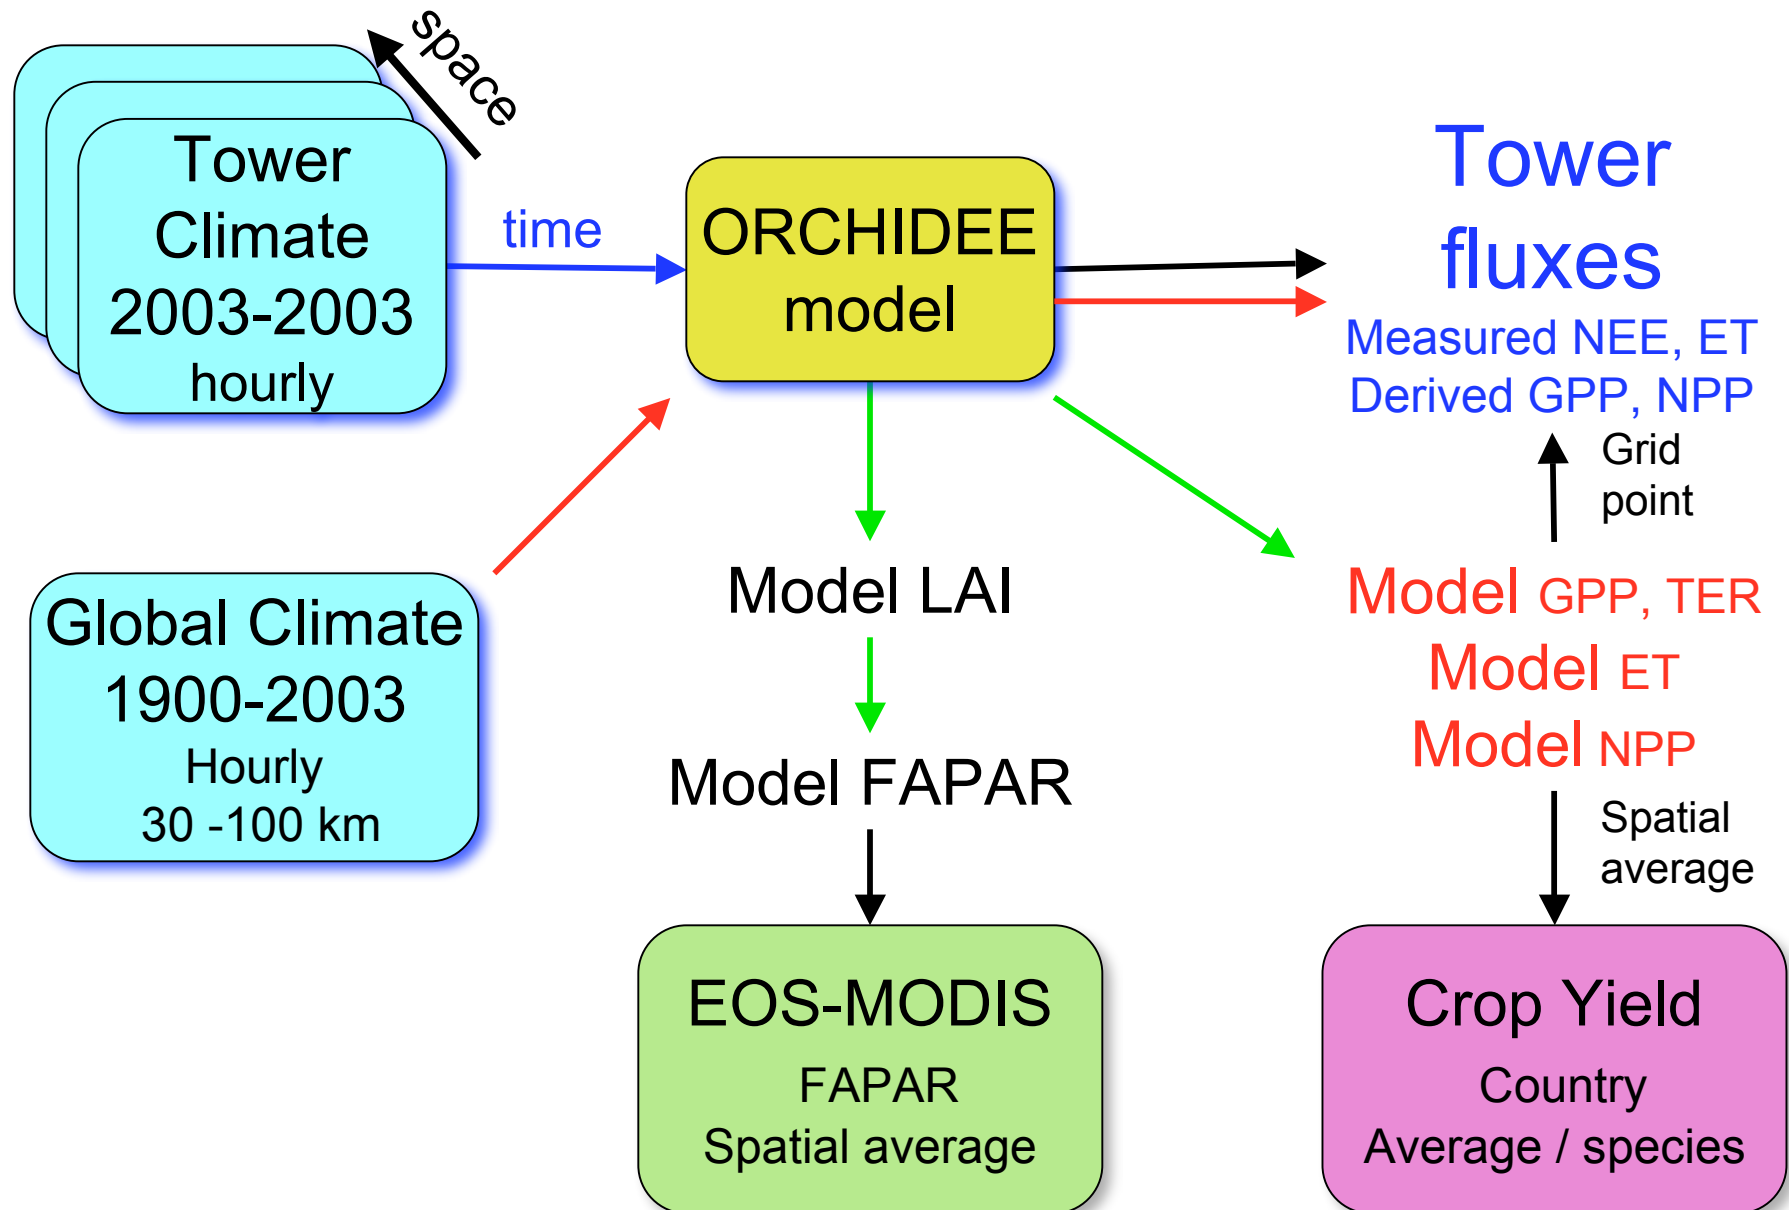 space
Tower
Climate
2003-2003
hourly
time
ORCHIDEE
model
Tower
fluxes
Measured NEE, ET
Derived GPP, NPP
Grid
point
Global Climate
1900-2003
Hourly
30 -100 km
Model LAI
Model FAPAR
Model GPP, TER
Model ET
Model NPP
Spatial
average
EOS-MODIS
FAPAR
Spatial average
Crop Yield
Country
Average / species